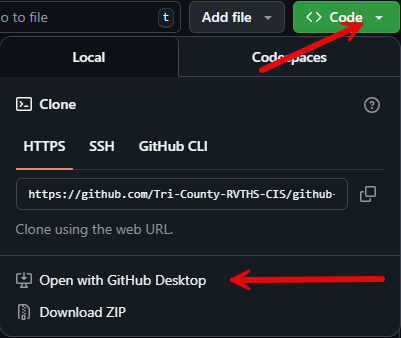 to file
t
Add file
<> Code
Local
Codespaces
Clone
HTTPS
SSH
GitHub CLI
https://github.com/Tri-County-RVTHS-CIS/github-
Clone using the web URL.
Open with GitHub Desktop
Download ZIP